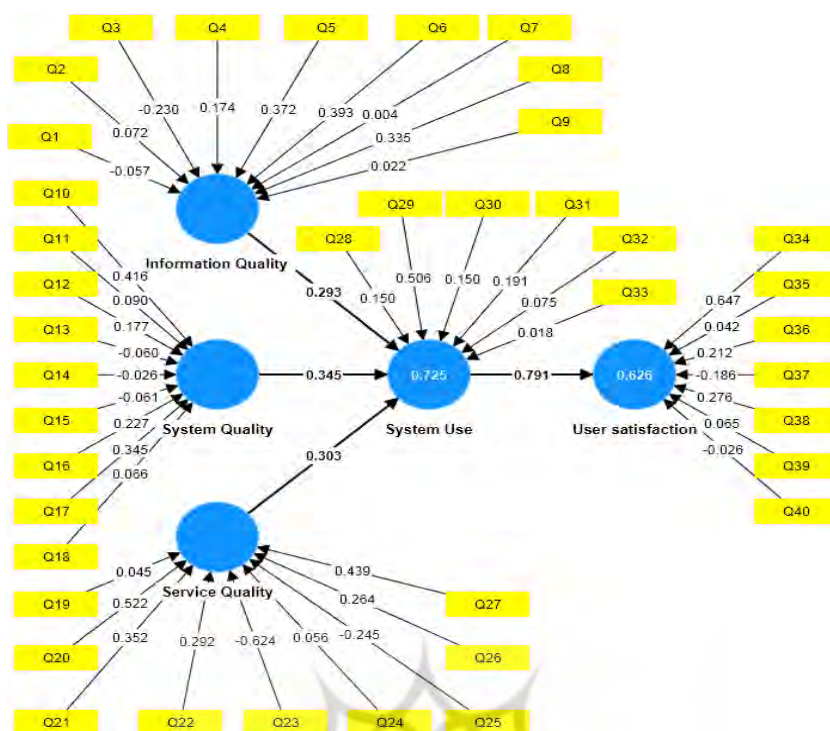 Q3
Q4
Q5
Q6
Q7
Q2
Q8
Q1
Q9
-0.230
0.174
0.372
0.393
0.004
0.335
0.022
0.072
-0.057
Information Quality
Q10
Q11
Q12
Q13
Q14
Q15
Q16
Q17
Q18
0.416
0.090
0.177
-0.060
-0.026
-0.061
0.227
0.345
0.066
System Quality
Q28
Q29
Q30
Q31
Q32
Q33
0.150
0.506
0.150
0.191
0.075
0.018
0.293
0.345
0.303
0.725
System Use
0.791
0.626
User satisfaction
Q34
Q35
Q36
Q37
Q38
Q39
Q40
0.647
0.042
0.212
-0.186
0.276
0.065
-0.026
Service Quality
Q19
Q20
Q21
Q22
Q23
Q24
Q25
Q26
Q27
0.045
0.522
0.352
0.292
-0.624
0.056
-0.245
0.264
0.439